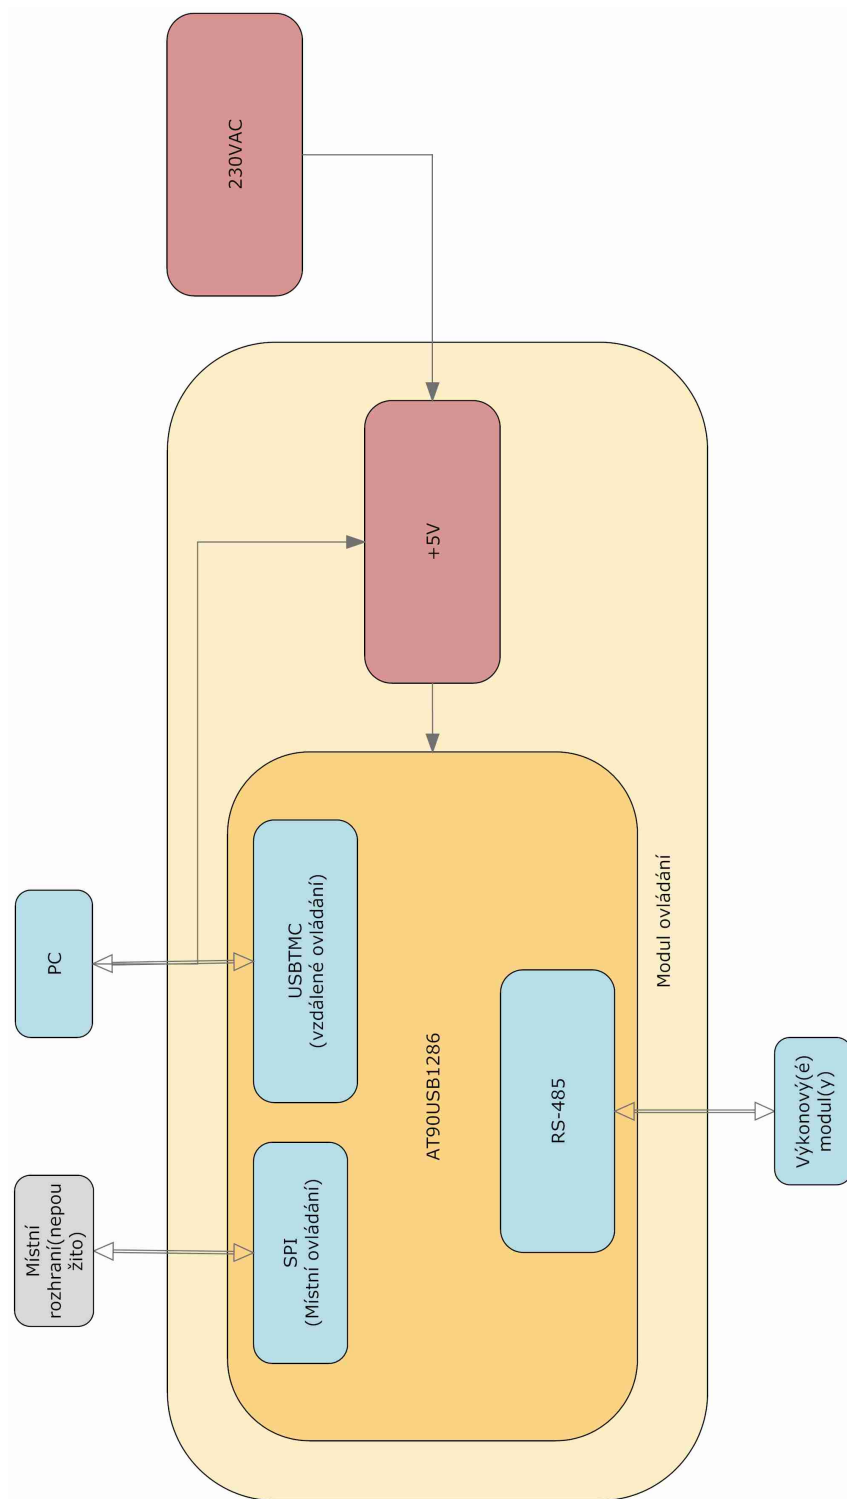 Místní
rozhraní(nepou
žito)
PC
SPI
(Místní ovládání)
USBTMC
(vzdálené ovládání)
AT90USB1286
RS-485
+5V
230VAC
Modul ovládání
Výkonový(é)
modul(y)